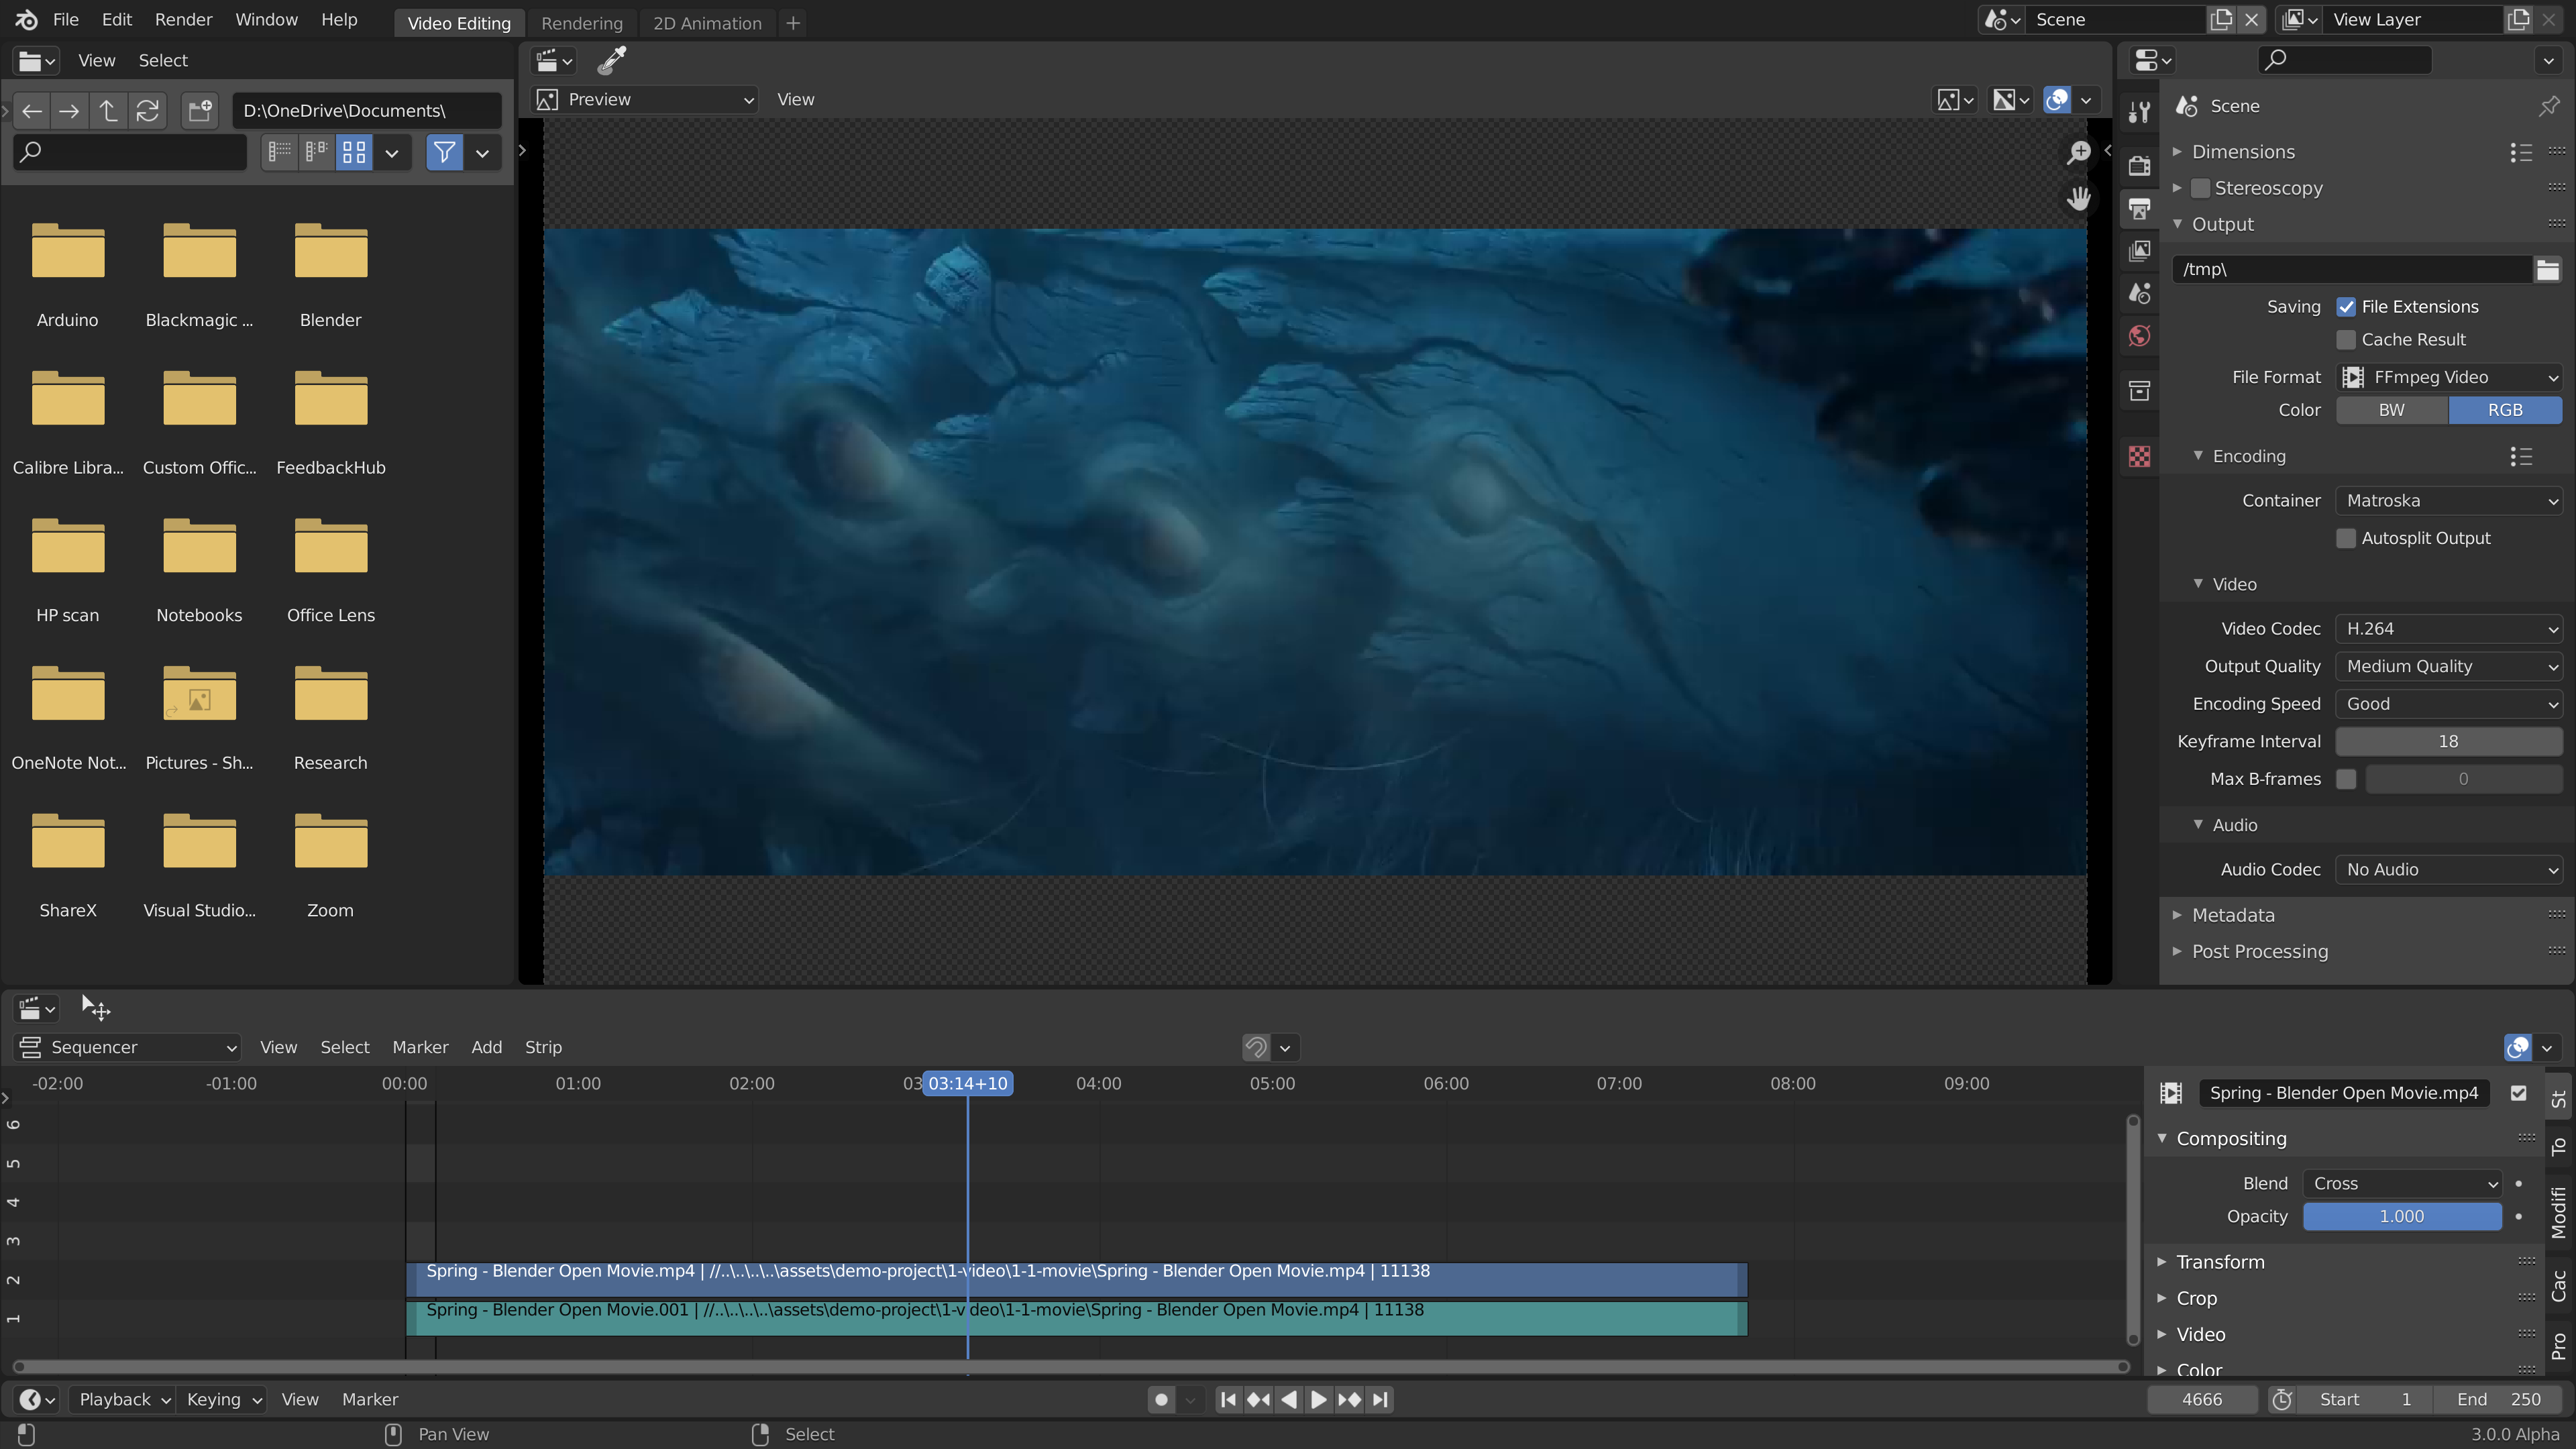 File Edit Render Window Help Video Editing Rendering 2D Animation + Scene View Layer
View Select
D:\OneDrive\Documents\
Arduino Blackmagic ... Blender
Calibre Libra... Custom Offic... FeedbackHub
HP scan Notebooks Office Lens
OneNote Not... Pictures - Sh... Research
ShareX Visual Studio... Zoom
Preview View
Scene
Dimensions
Stereoscopy
Output
/tmp\
Saving File Extensions
Cache Result
File Format FFmpeg Video
Color BW RGB
Encoding
Container Matroska
Autosplit Output
Video
Video Codec H.264
Output Quality Medium Quality
Encoding Speed Good
Keyframe Interval 18
Max B-frames 0
Audio
Audio Codec No Audio
Metadata
Post Processing
Sequencer View Select Marker Add Strip
-02:00 -01:00 00:00 01:00 02:00 03 03:14+10 04:00 05:00 06:00 07:00 08:00 09:00
6
5
4
3
2 Spring - Blender Open Movie.mp4 | //..\..\..\..\assets\demo-project\1-video\1-1-movie\Spring - Blender Open Movie.mp4 | 11138
1 Spring - Blender Open Movie.001 | //..\..\..\..\assets\demo-project\1-video\1-1-movie\Spring - Blender Open Movie.mp4 | 11138
Spring - Blender Open Movie.mp4
Compositing
Blend Cross
Opacity 1.000
Transform
Crop
Video
Color
St
To
Modifi
Cac
Pro
Playback Keying View Marker 4666 Start 1 End 250
Pan View Select 3.0.0 Alpha